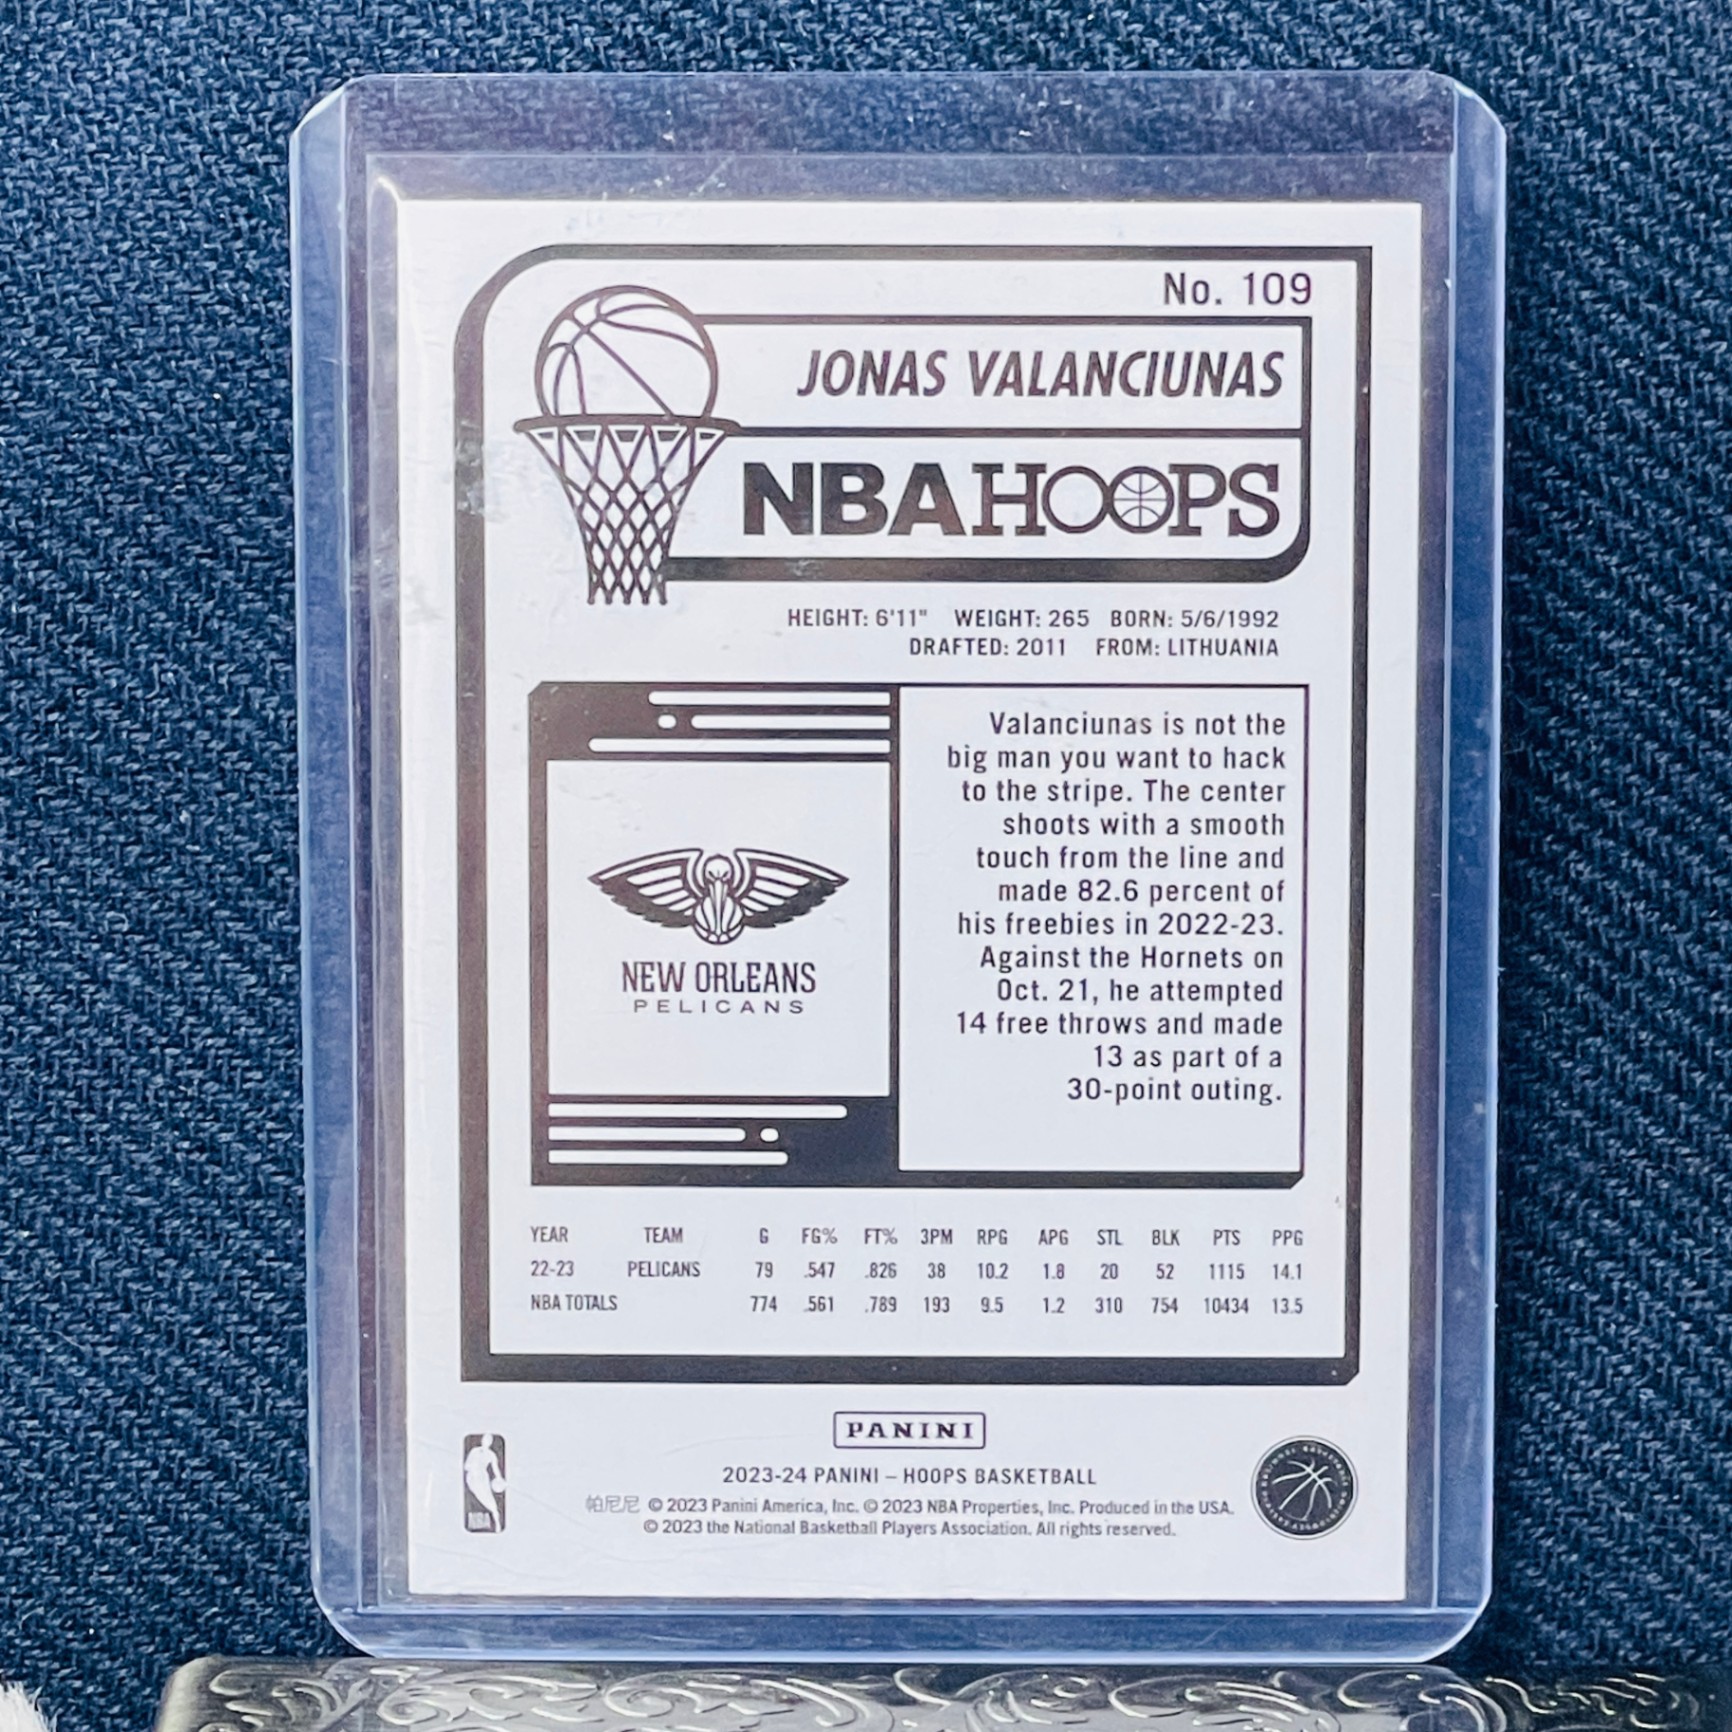 No. 109
JONAS VALANCIUNAS
NBA HOOPS
HEIGHT: 6'11" WEIGHT: 265 BORN: 5/6/1992
DRAFTED: 2011 FROM: LITHUANIA
Valanciunas is not the
big man you want to hack
to the stripe. The center
shoots with a smooth
touch from the line and
made 82.6 percent of
his freebies in 2022-23.
Against the Hornets on
Oct. 21, he attempted
14 free throws and made
13 as part of a
30-point outing.
NEW ORLEANS
PELICANS
YEAR TEAM G FG% FT% 3PM RPG APG STL BLK PTS PPG
22-23 PELICANS 79 .547 .826 38 10.2 1.8 20 52 1115 14.1
NBA TOTALS 774 .561 .789 193 9.5 1.2 310 754 10434 13.5
PANINI
2023-24 PANINI – HOOPS BASKETBALL
帕尼尼 © 2023 Panini America, Inc. © 2023 NBA Properties, Inc. Produced in the USA.
© 2023 the National Basketball Players Association. All rights reserved.
NBA